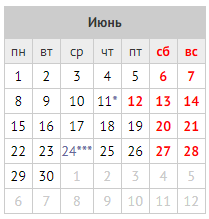 Июнь
пн вт ср чт пт сб вс
1 2 3 4 5 6 7
8 9 10 11* 12 13 14
15 16 17 18 19 20 21
22 23 24*** 25 26 27 28
29 30 1 2 3 4 5
6 7 8 9 10 11 12